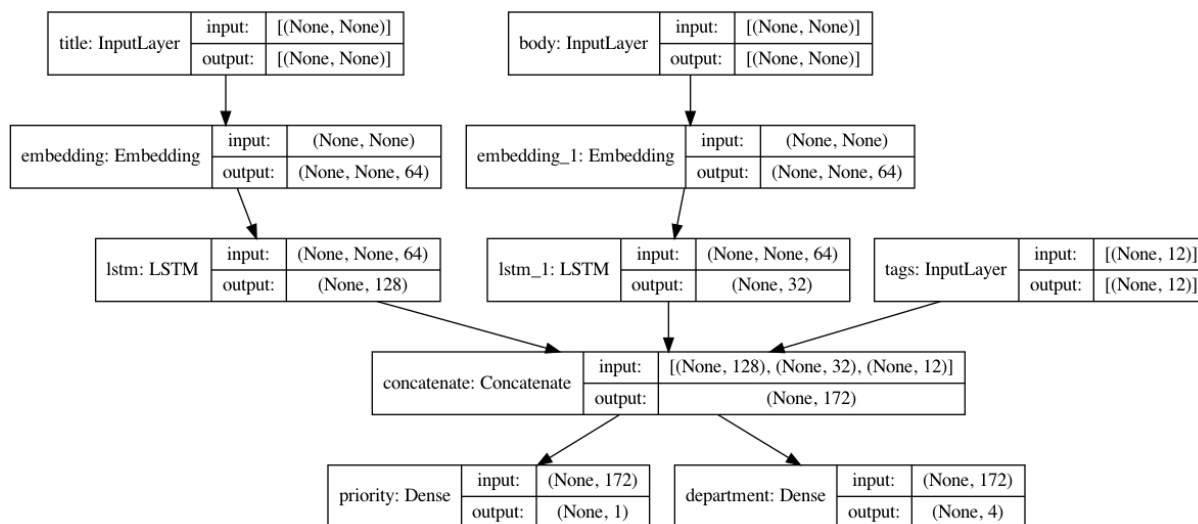 title: InputLayer
input: [(None, None)]
output: [(None, None)]
body: InputLayer
input: [(None, None)]
output: [(None, None)]
embedding: Embedding
input: (None, None)
output: (None, None, 64)
embedding_1: Embedding
input: (None, None)
output: (None, None, 64)
lstm: LSTM
input: (None, None, 64)
output: (None, 128)
lstm_1: LSTM
input: (None, None, 64)
output: (None, 32)
tags: InputLayer
input: [(None, 12)]
output: [(None, 12)]
concatenate: Concatenate
input: [(None, 128), (None, 32), (None, 12)]
output: (None, 172)
priority: Dense
input: (None, 172)
output: (None, 1)
department: Dense
input: (None, 172)
output: (None, 4)